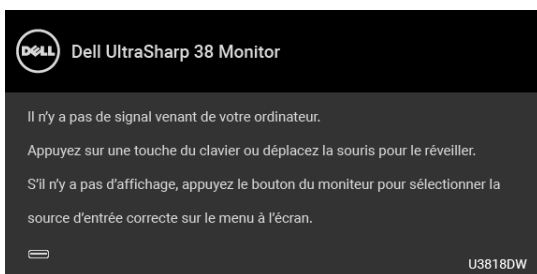 DELL Dell UltraSharp 38 Monitor
Il n'y a pas de signal venant de votre ordinateur.
Appuyez sur une touche du clavier ou déplacez la souris pour le réveiller.
S'il n'y a pas d'affichage, appuyez le bouton du moniteur pour sélectionner la
source d'entrée correcte sur le menu à l'écran.
U3818DW